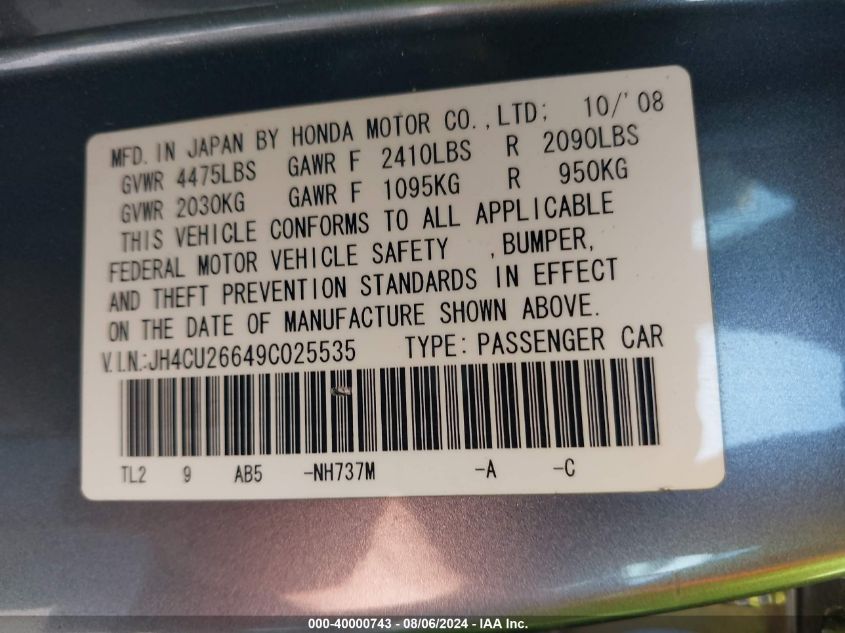 MFD. IN JAPAN BY HONDA MOTOR CO., LTD: 10/'08
GVWR 4475LBS GAWR F 2410LBS R 2090LBS
GVWR 2030KG GAWR F 1095KG R 950KG
THIS VEHICLE CONFORMS TO ALL APPLICABLE
FEDERAL MOTOR VEHICLE SAFETY , BUMPER,
AND THEFT PREVENTION STANDARDS IN EFFECT
ON THE DATE OF MANUFACTURE SHOWN ABOVE.
V.I.N.:JH4CU26649C025535 TYPE: PASSENGER CAR
TL2 9 AB5 -NH737M -A -C
000-40000743 - 08/06/2024 - IAA Inc.